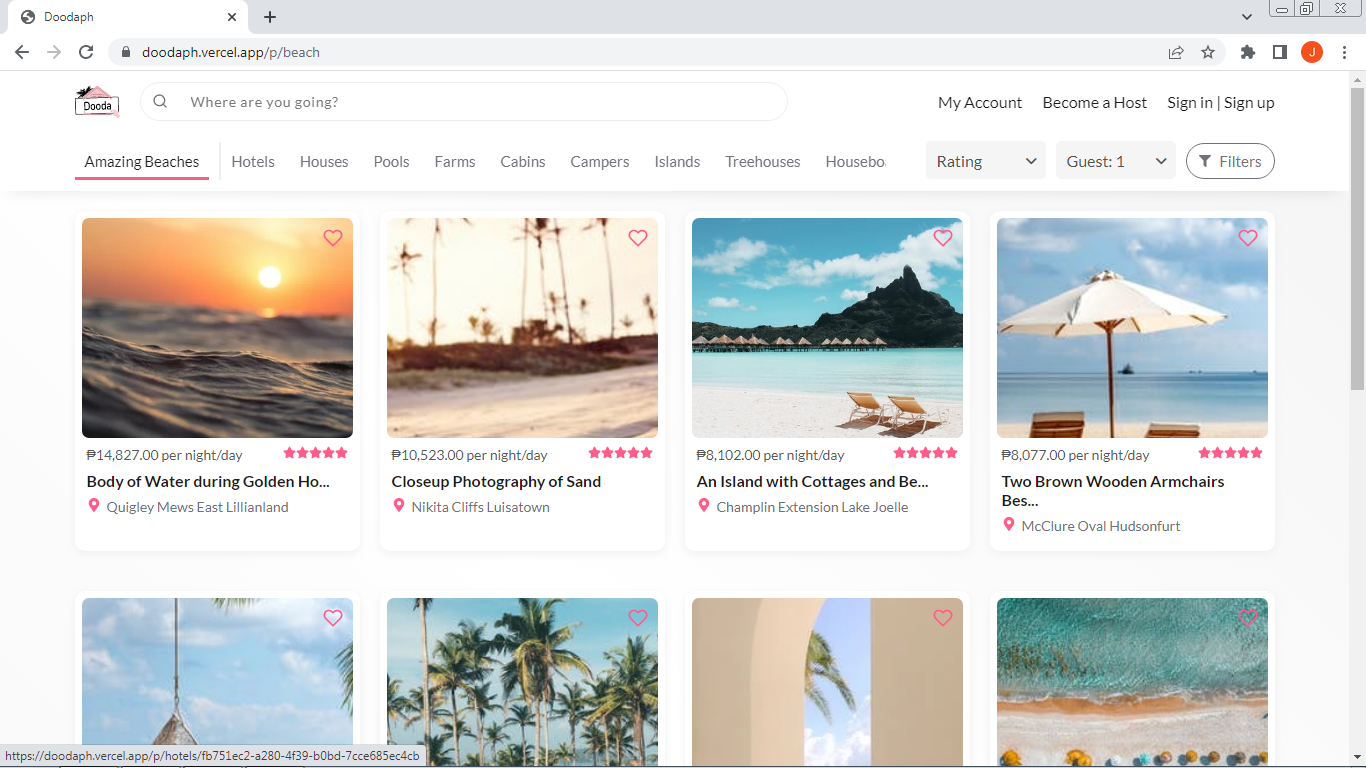 Doodaph
doodaph.vercel.app/p/beach
J
Dooda
Where are you going?
My Account
Become a Host
Sign in | Sign up
Amazing Beaches
Hotels
Houses
Pools
Farms
Cabins
Campers
Islands
Treehouses
Housebo
Rating
Guest: 1
Filters
₱14,827.00 per night/day
Body of Water during Golden Ho...
Quigley Mews East Lillianland
₱10,523.00 per night/day
Closeup Photography of Sand
Nikita Cliffs Luisatown
₱8,102.00 per night/day
An Island with Cottages and Be...
Champlin Extension Lake Joelle
₱8,077.00 per night/day
Two Brown Wooden Armchairs
Bes...
McClure Oval Hudsonfurt
https://doodaph.vercel.app/p/hotels/fb751ec2-a280-4f39-b0bd-7cce685ec4cb